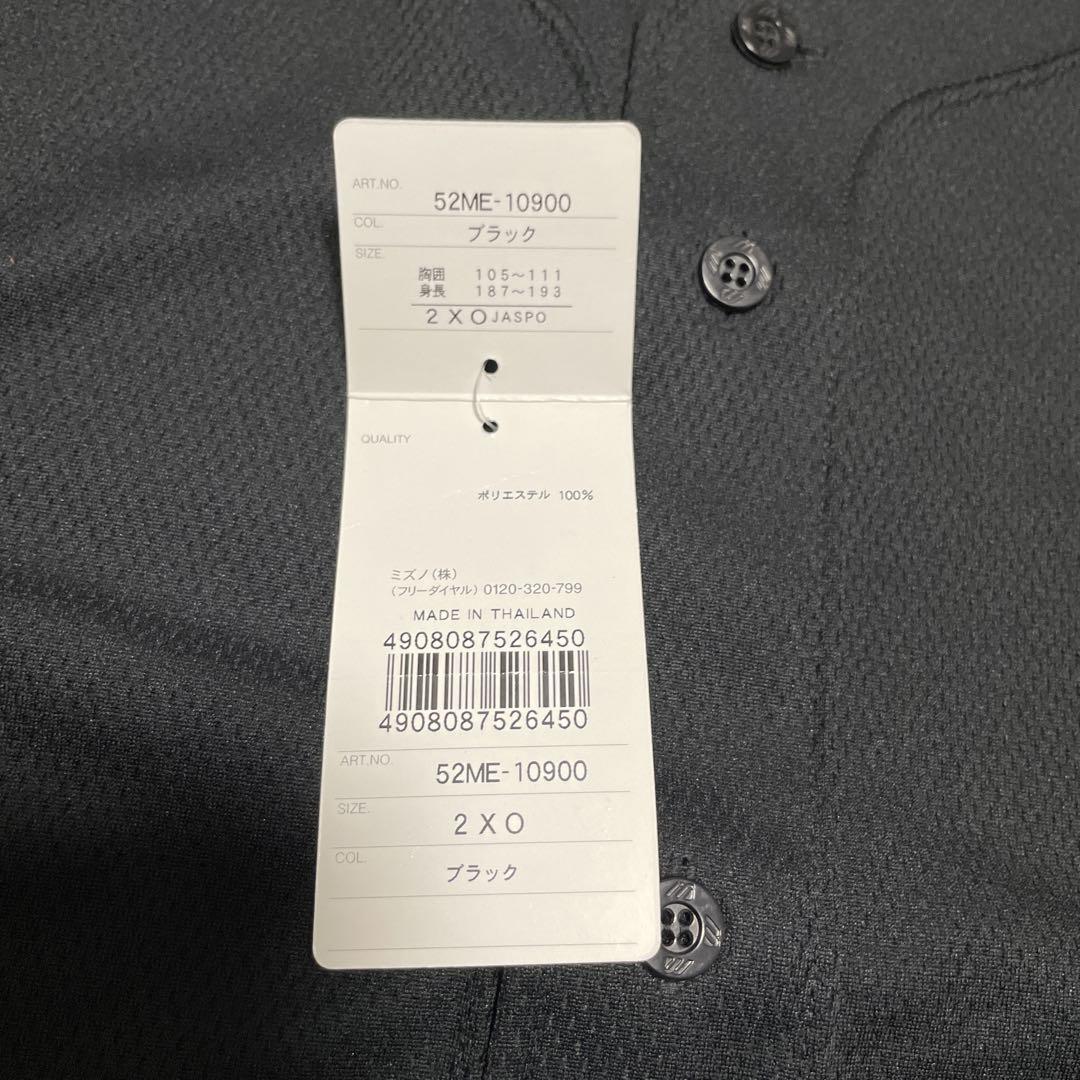 ART.NO.
52ME-10900
COL.
ブラック
SIZE.
胸囲 105～111
身長 187～193
2XO JASPO
QUALITY
ポリエステル 100%
ミズノ(株)
(フリーダイヤル) 0120-320-799
MADE IN THAILAND
4908087526450
4908087526450
ART.NO.
52ME-10900
SIZE.
2XO
COL.
ブラック